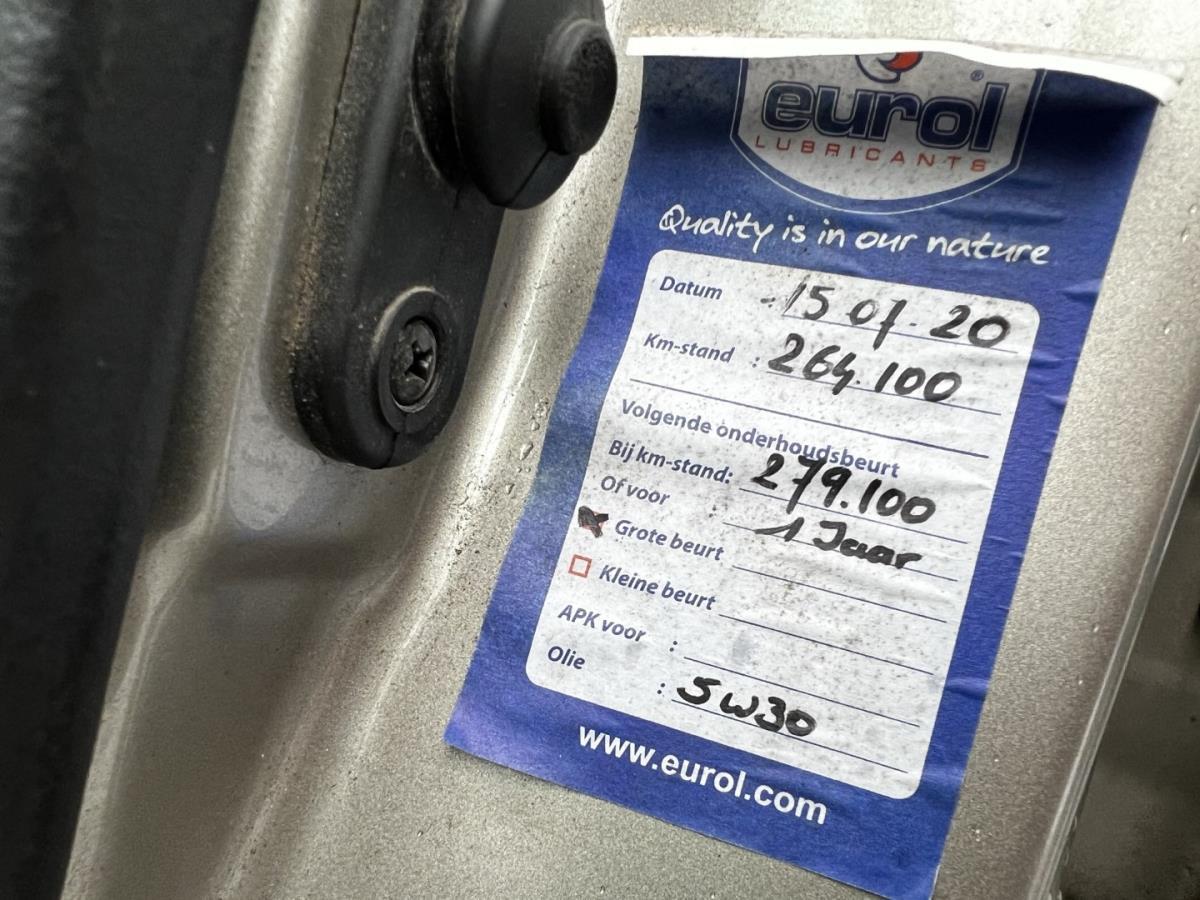 eurol ®
LUBRICANTS
Quality is in our nature
Datum 15 01 - 20
Km-stand : 264.100
Volgende onderhoudsbeurt
Bij km-stand: 279.100
Of voor 1 Jaar
Grote beurt
Kleine beurt
APK voor :
Olie : 5w30
www.eurol.com